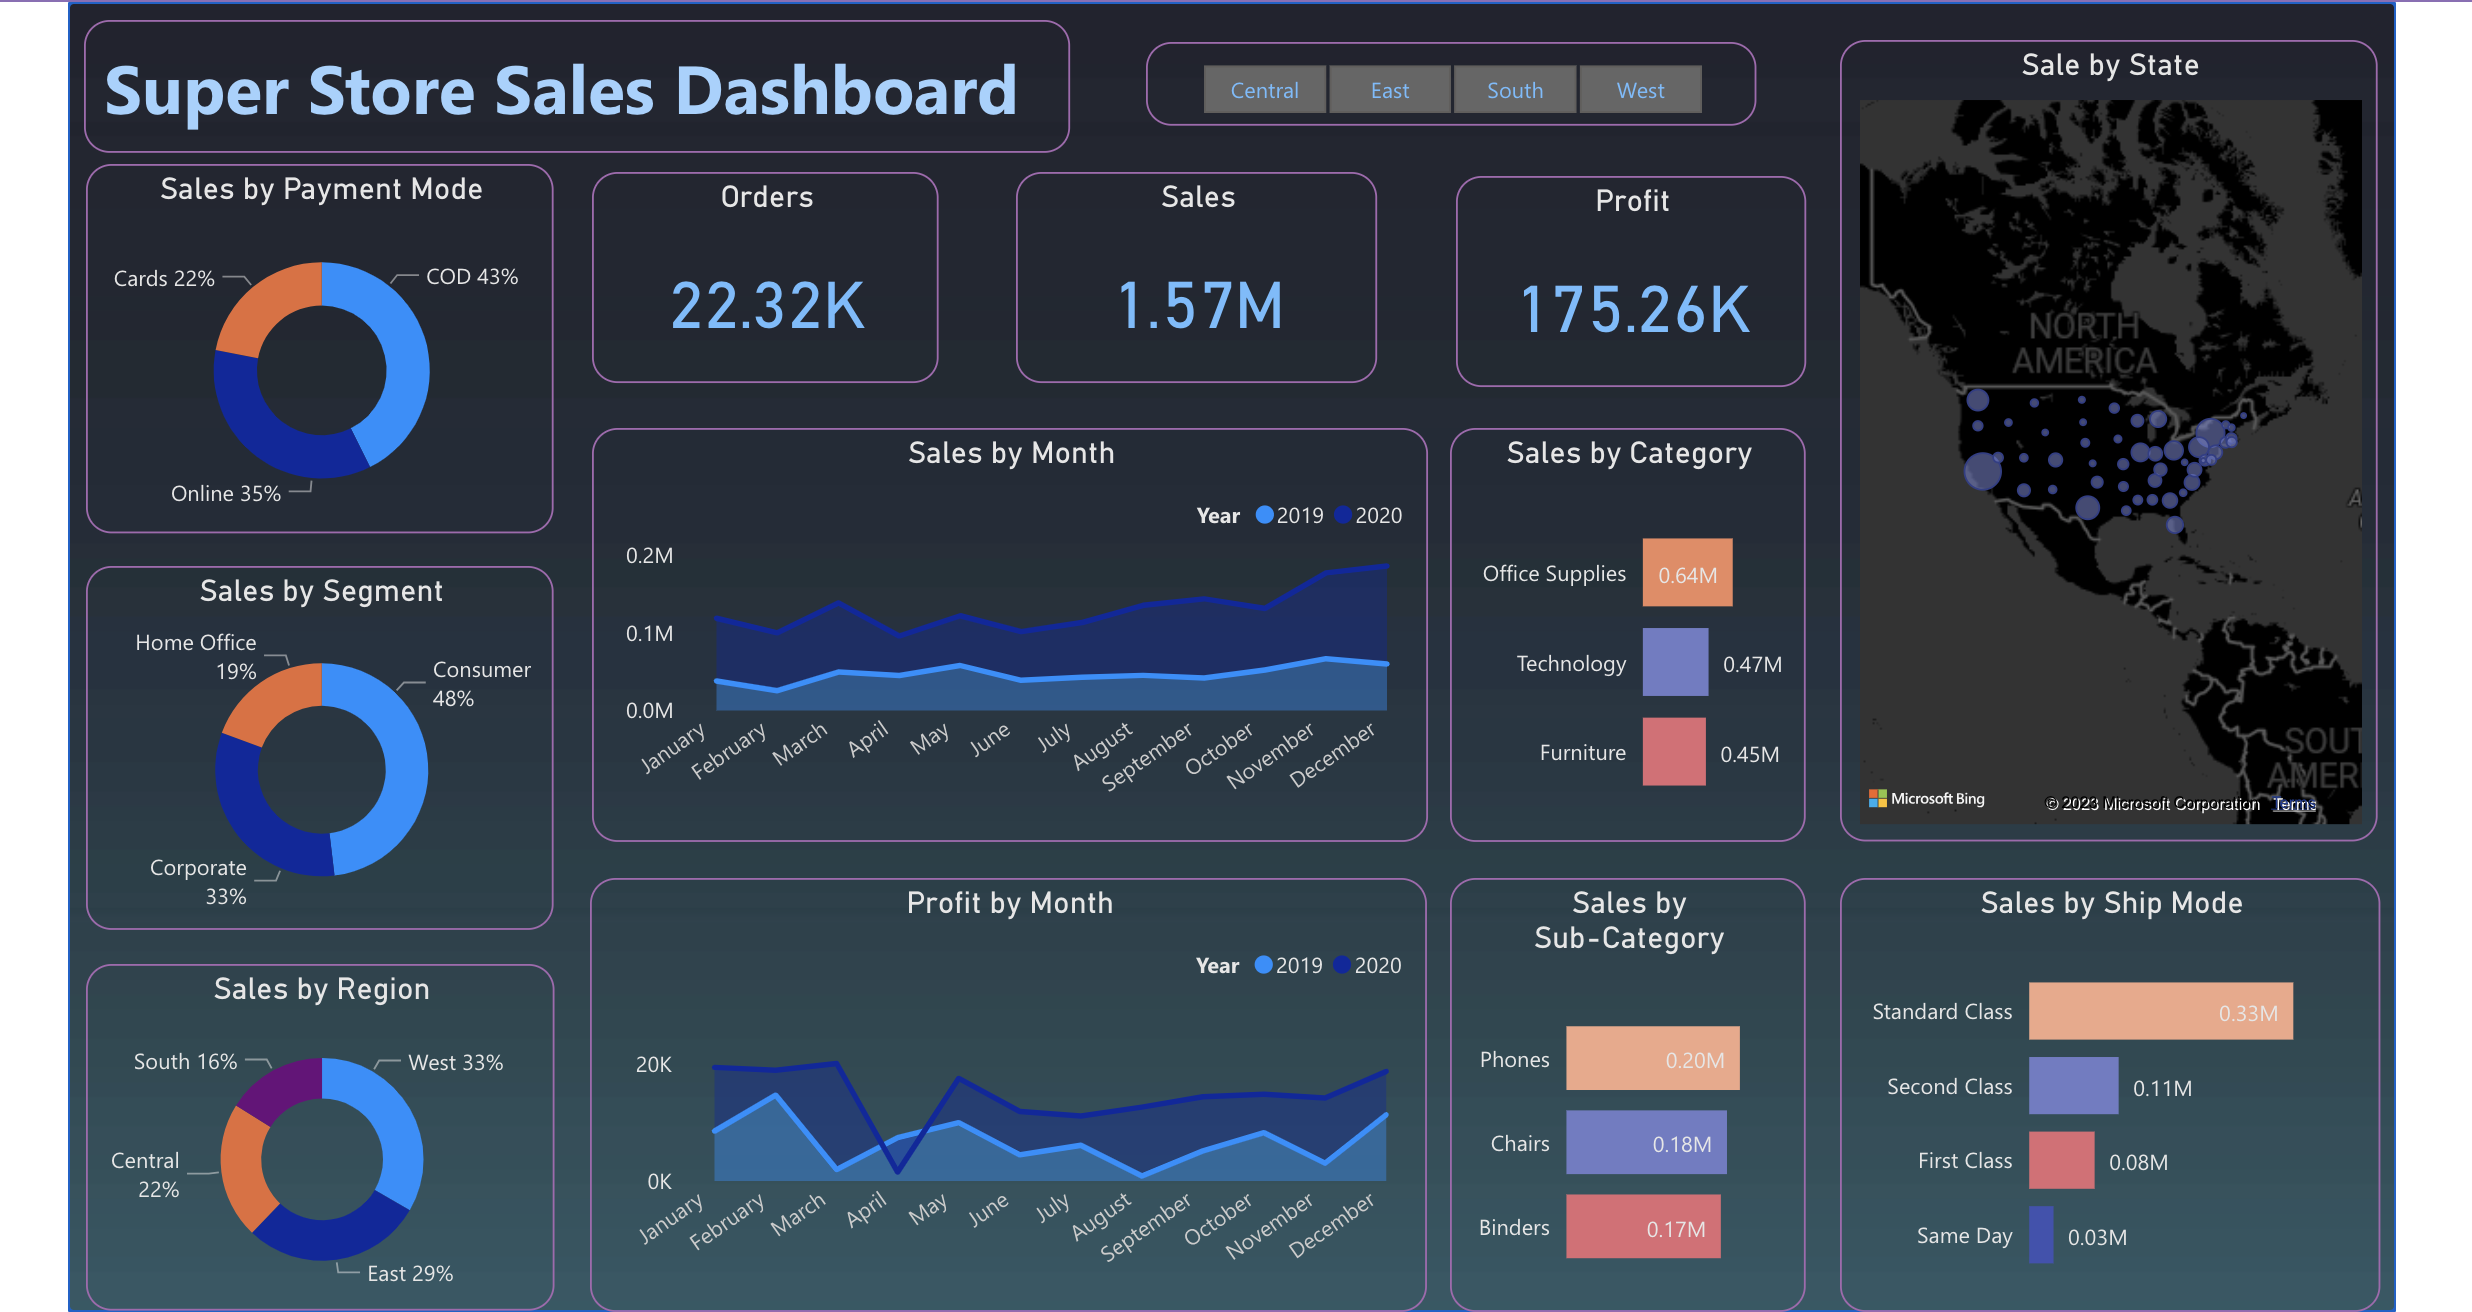 Super Store Sales Dashboard
Central
East
South
West
Sale by State
NORTH
AMERICA
SOUT
AMERI
Microsoft Bing
© 2023 Microsoft Corporation
Terms
Sales by Payment Mode
Cards 22%
COD 43%
Online 35%
Orders
22.32K
Sales
1.57M
Profit
175.26K
Sales by Segment
Home Office
19%
Consumer
48%
Corporate
33%
Sales by Month
Year
2019
2020
0.2M
0.1M
0.0M
January
February
March
April
May
June
July
August
September
October
November
December
Sales by Category
Office Supplies
0.64M
Technology
0.47M
Furniture
0.45M
Sales by Region
South 16%
West 33%
Central
22%
East 29%
Profit by Month
Year
2019
2020
20K
0K
January
February
March
April
May
June
July
August
September
October
November
December
Sales by
Sub-Category
Phones
0.20M
Chairs
0.18M
Binders
0.17M
Sales by Ship Mode
Standard Class
0.33M
Second Class
0.11M
First Class
0.08M
Same Day
0.03M